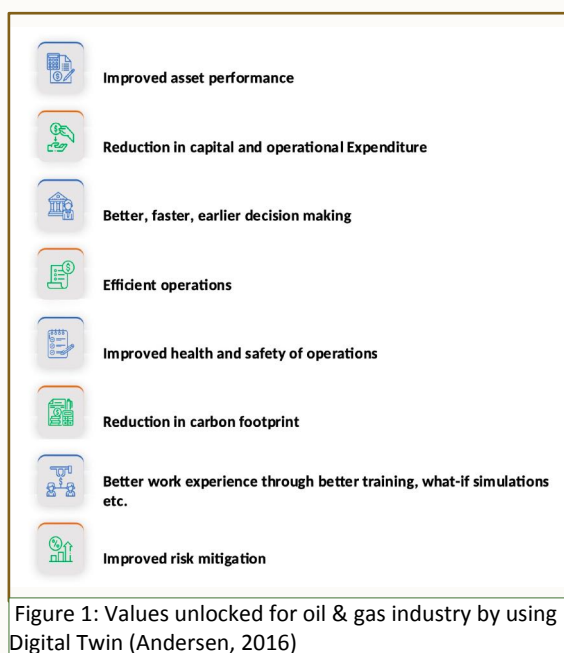 Improved asset performance
Reduction in capital and operational Expenditure
Better, faster, earlier decision making
Efficient operations
Improved health and safety of operations
Reduction in carbon footprint
Better work experience through better training, what-if simulations
etc.
Improved risk mitigation
Figure 1: Values unlocked for oil & gas industry by using
Digital Twin (Andersen, 2016)